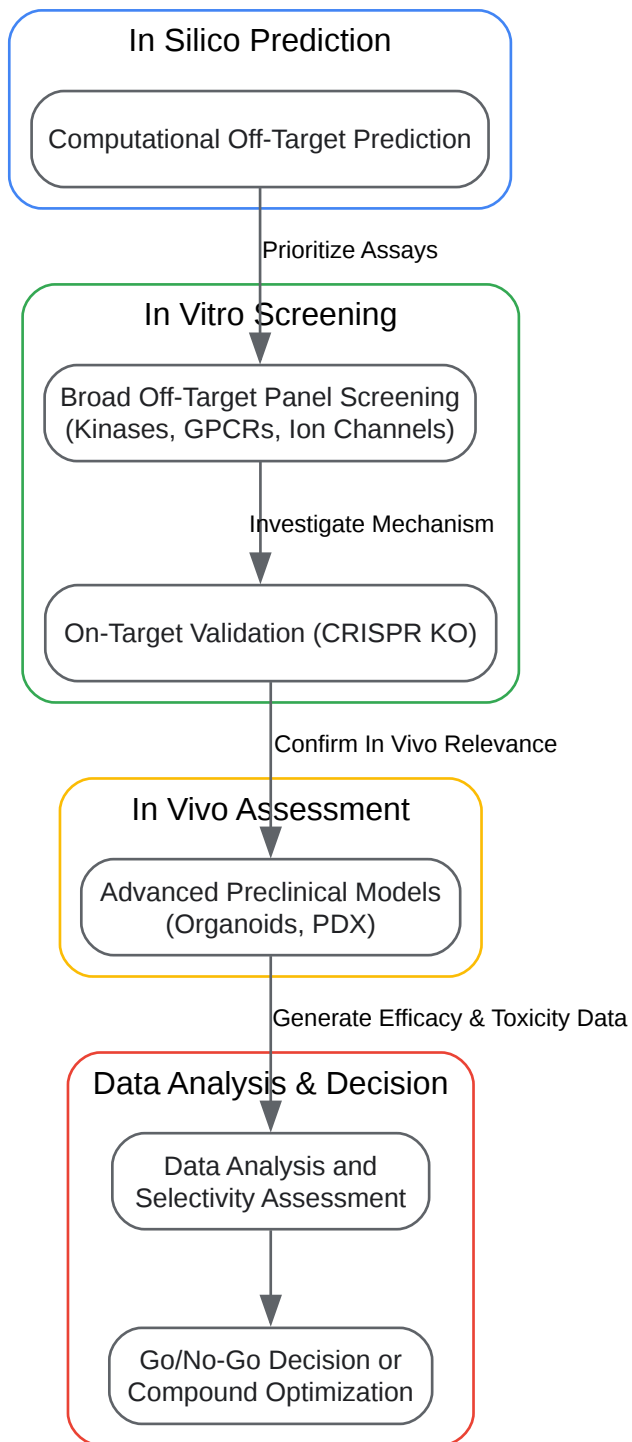 In Silico Prediction
Computational Off-Target Prediction
Prioritize Assays
In Vitro Screening
Broad Off-Target Panel Screening
(Kinases, GPCRs, Ion Channels)
Investigate Mechanism
On-Target Validation (CRISPR KO)
Confirm In Vivo Relevance
In Vivo Assessment
Advanced Preclinical Models
(Organoids, PDX)
Generate Efficacy & Toxicity Data
Data Analysis & Decision
Data Analysis and
Selectivity Assessment
Go/No-Go Decision or
Compound Optimization